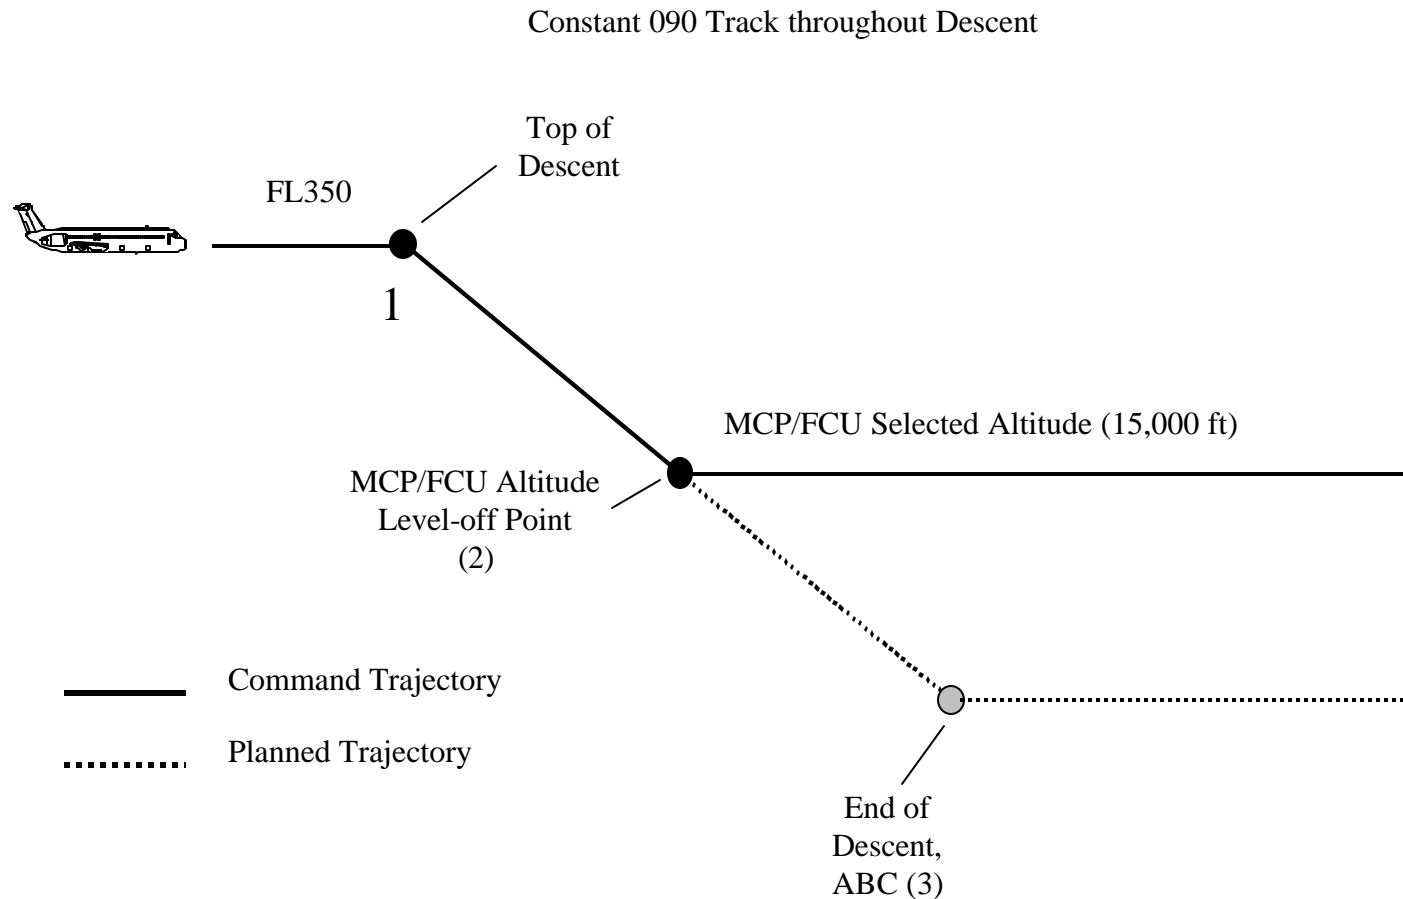 Constant 090 Track throughout Descent
Top of
Descent
FL350
1
MCP/FCU Selected Altitude (15,000 ft)
MCP/FCU Altitude
Level-off Point
(2)
Command Trajectory
Planned Trajectory
End of
Descent,
ABC (3)